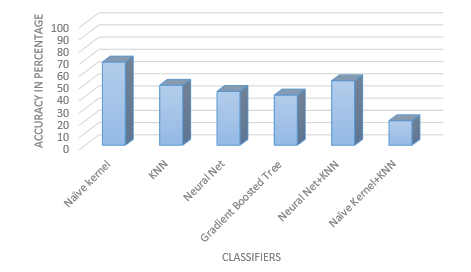 ACCURACY IN PERCENTAGE
100
90
80
70
60
50
40
30
20
10
0
Naïve kernel
KNN
Neural Net
Gradient Boosted Tree
Neural Net+KNN
Naïve Kernel+KNN
CLASSIFIERS